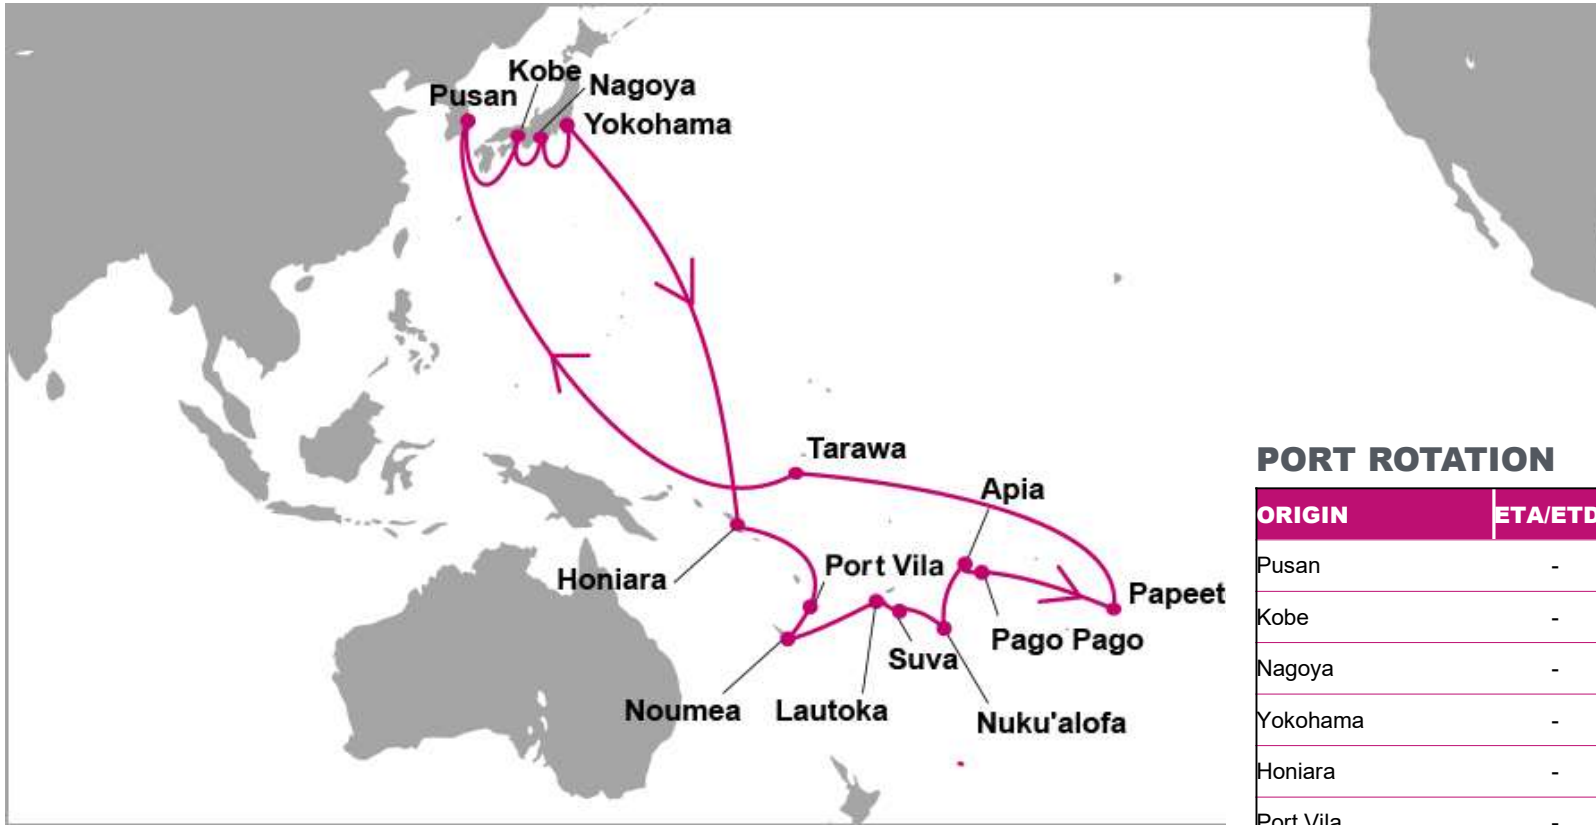 Kobe
Nagoya
Pusan
Yokohama
Tarawa
Apia
Honiara
Port Vila
Papeet
Pago Pago
Suva
Noumea
Lautoka
Nuku'alofa
PORT ROTATION
ORIGIN ETA/ETD
Pusan -
Kobe -
Nagoya -
Yokohama -
Honiara -
Port Vila -